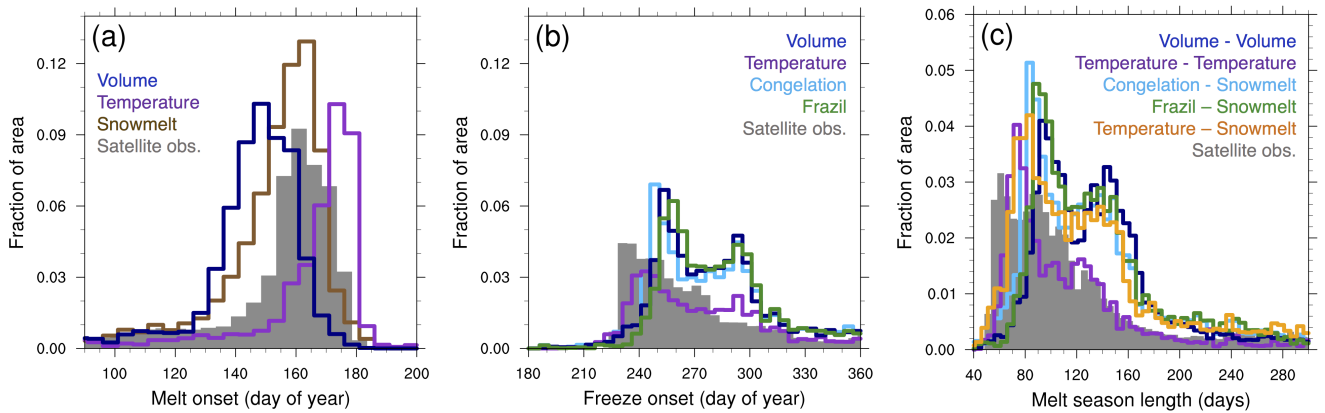 (a)
Volume
Temperature
Snowmelt
Satellite obs.
Fraction of area
0.12
0.09
0.06
0.03
0.00
100 120 140 160 180 200
Melt onset (day of year)
(b)
Volume
Temperature
Congelation
Frazil
Satellite obs.
Fraction of area
0.12
0.09
0.06
0.03
0.00
180 210 240 270 300 330 360
Freeze onset (day of year)
(c)
Volume - Volume
Temperature - Temperature
Congelation - Snowmelt
Frazil – Snowmelt
Temperature – Snowmelt
Satellite obs.
Fraction of area
0.06
0.05
0.04
0.03
0.02
0.01
0.00
40 80 120 160 200 240 280
Melt season length (days)